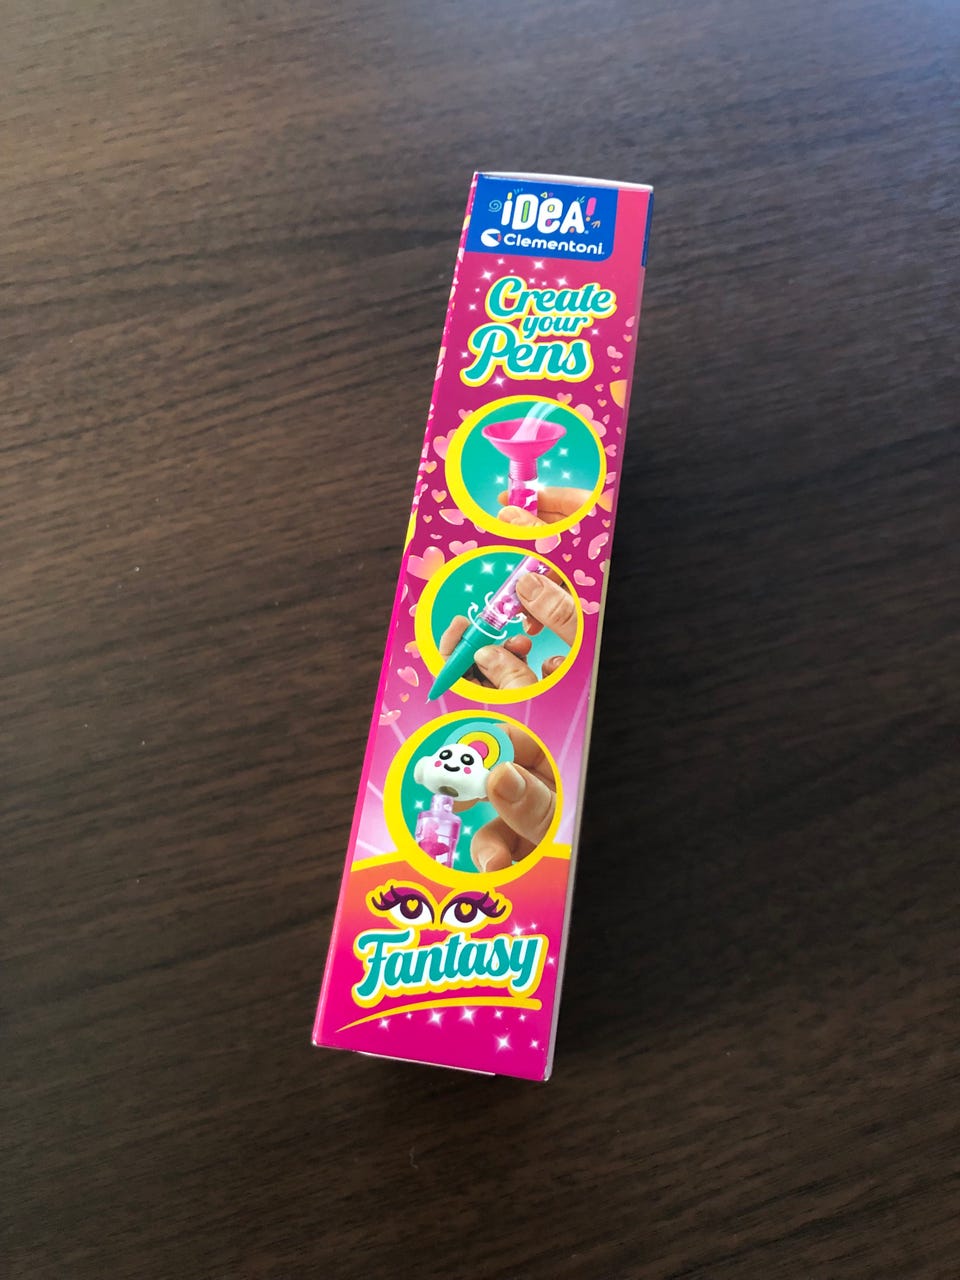 iDeA!
Clementoni
Create
your
Pens
Fantasy